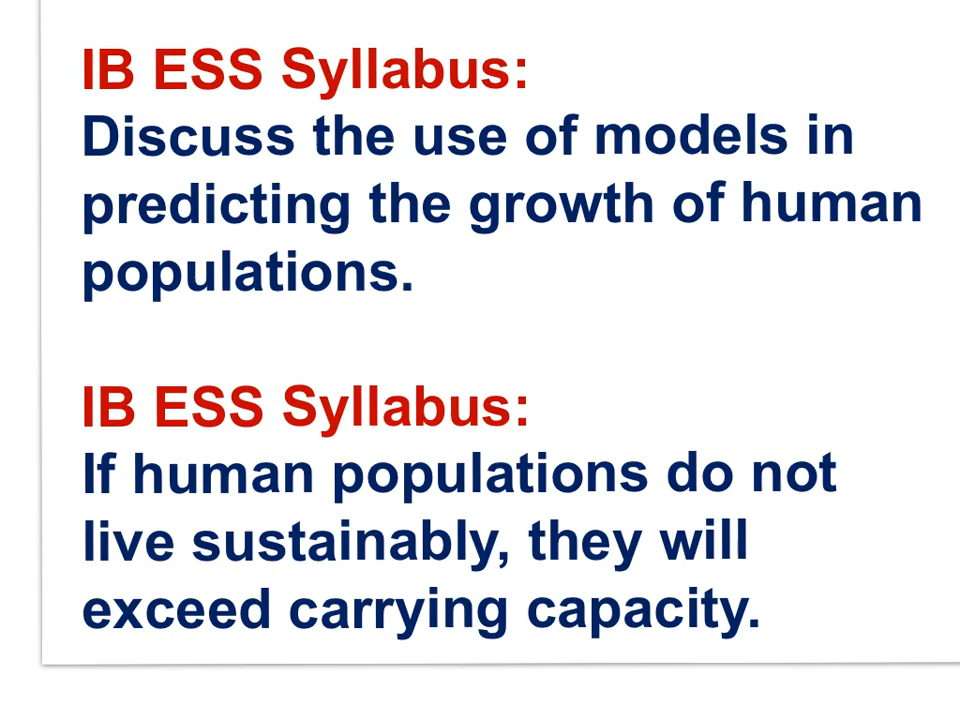 IB ESS Syllabus:
Discuss the use of models in
predicting the growth of human
populations.
IB ESS Syllabus:
If human populations do not
live sustainably, they will
exceed carrying capacity.